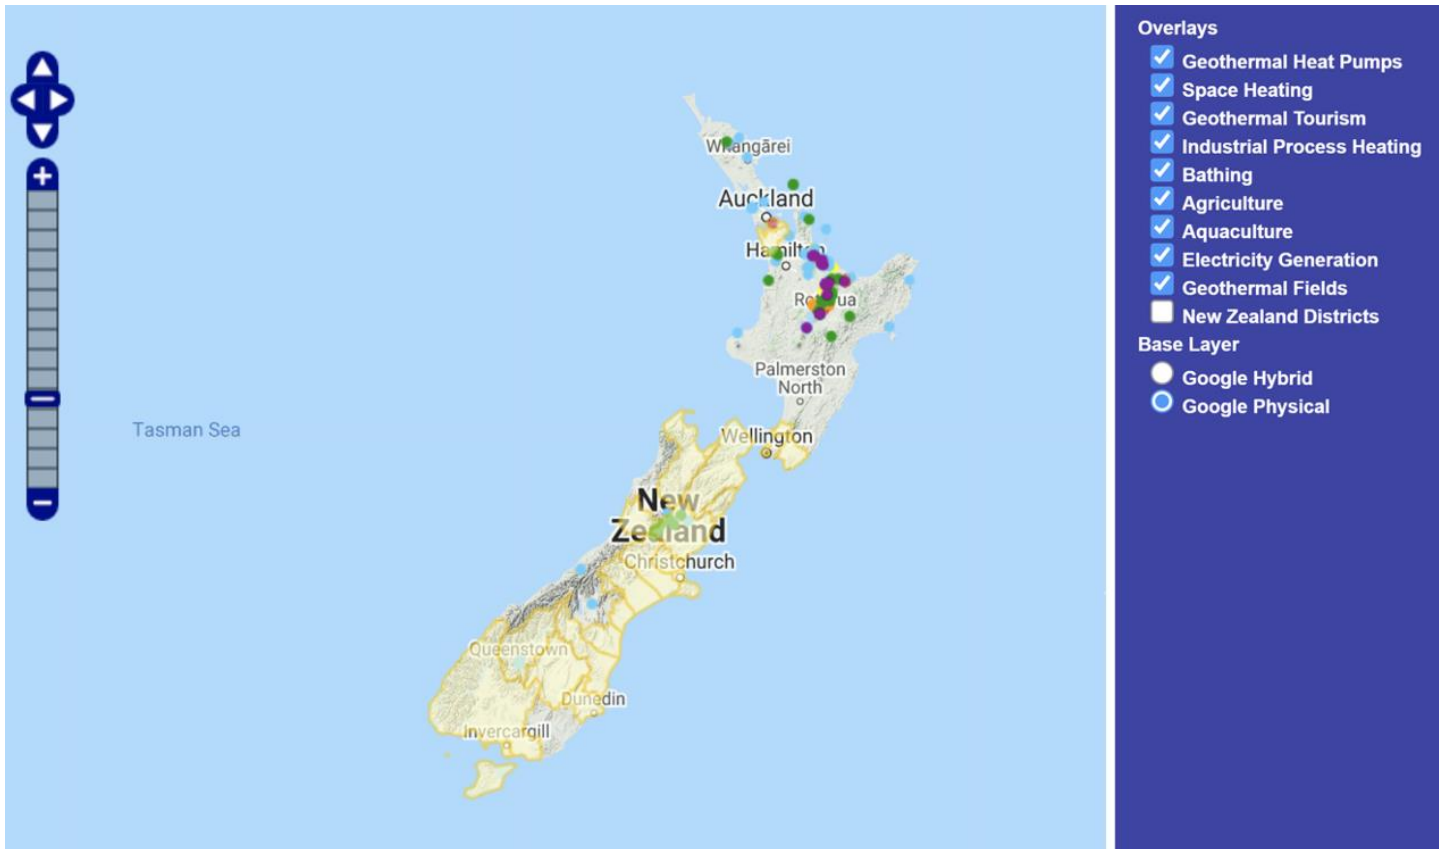 Whangārei
Auckland
Hamilton
Rotorua
Palmerston
North
Tasman Sea
Wellington
New
Zealand
Christchurch
Queenstown
Dunedin
Invercargill
Overlays
Geothermal Heat Pumps
Space Heating
Geothermal Tourism
Industrial Process Heating
Bathing
Agriculture
Aquaculture
Electricity Generation
Geothermal Fields
New Zealand Districts
Base Layer
Google Hybrid
Google Physical